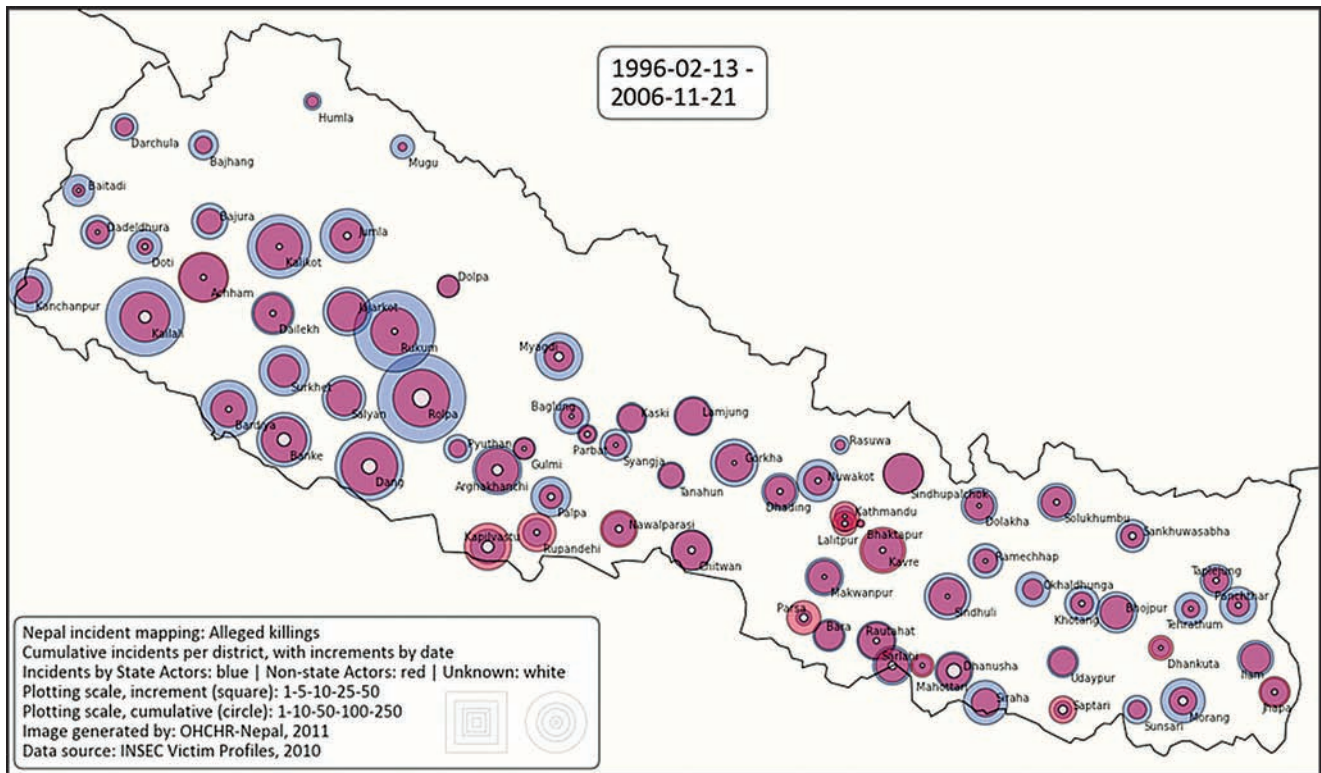 1996-02-13 -
2006-11-21
Humla
Darchula
Bajhang
Mugu
Baitadi
Dadeldhura
Bajura
Jumla
Doti
Kalikot
Achham
Dolpa
Kanchanpur
Jajarkot
Dailekh
Kailali
Rukum
Myagdi
Surkhet
Baglung
Kaski
Lamjung
Salyan
Rolpa
Bardiya
Parbat
Rasuwa
Pyuthan
Syangja
Gorkha
Banke
Gulmi
Nuwakot
Dang
Arghakhanchi
Tanahun
Sindhupalchok
Dhading
Palpa
Kathmandu
Dolakha
Solukhumbu
Nawalparasi
Sankhuwasabha
Kapilvastu
Rupandehi
Lalitpur
Bhaktapur
Ramechhap
Chitwan
Kavre
Taplejung
Makwanpur
Okhaldhunga
Panchthar
Parsa
Sindhuli
Khotang
Bhojpur
Tehrathum
Bara
Rautahat
Sarlahi
Dhanusha
Dhankuta
Mahottari
Udaypur
Ilam
Siraha
Saptari
Sunsari
Morang
Jhapa
Nepal incident mapping: Alleged killings
Cumulative incidents per district, with increments by date
Incidents by State Actors: blue | Non-state Actors: red | Unknown: white
Plotting scale, increment (square): 1-5-10-25-50
Plotting scale, cumulative (circle): 1-10-50-100-250
Image generated by: OHCHR-Nepal, 2011
Data source: INSEC Victim Profiles, 2010